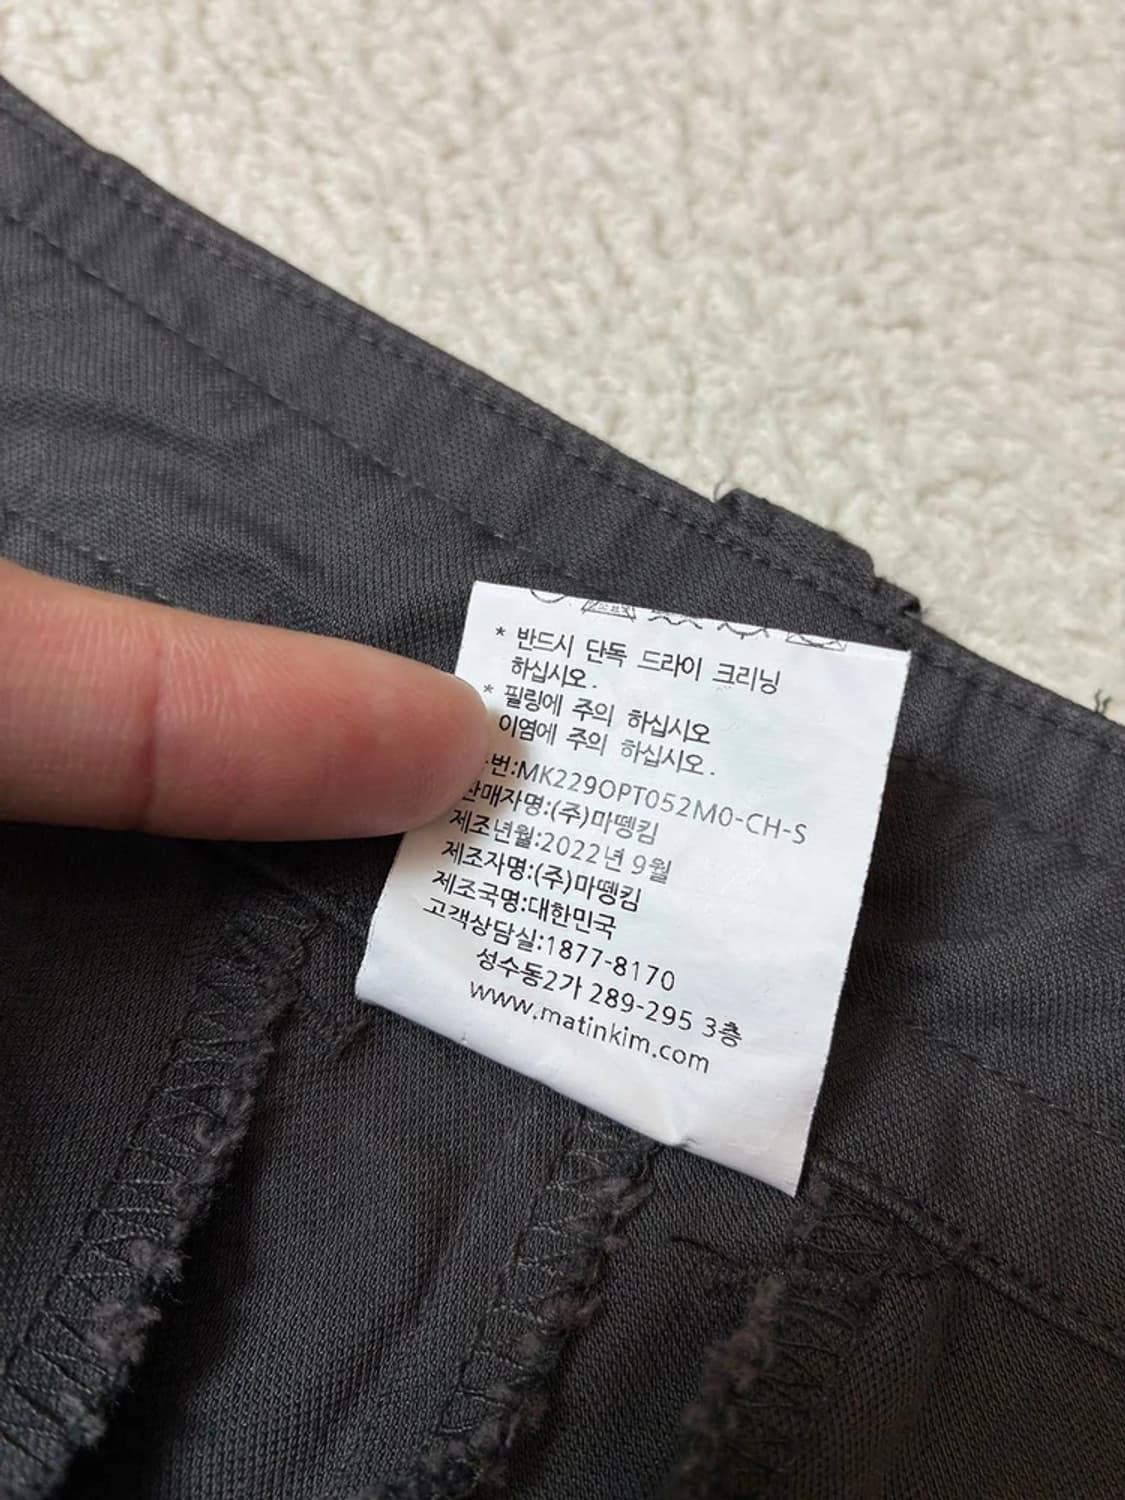 * 반드시 단독 드라이 크리닝
하십시오.
* 필링에 주의 하십시오
이염에 주의 하십시오.
번:MK229OPT052M0-CH-S
판매자명:(주)마뗑킴
제조년월:2022년 9월
제조자명:(주)마뗑킴
제조국명:대한민국
고객상담실:1877-8170
성수동2가 289-295 3층
www.matinkim.com